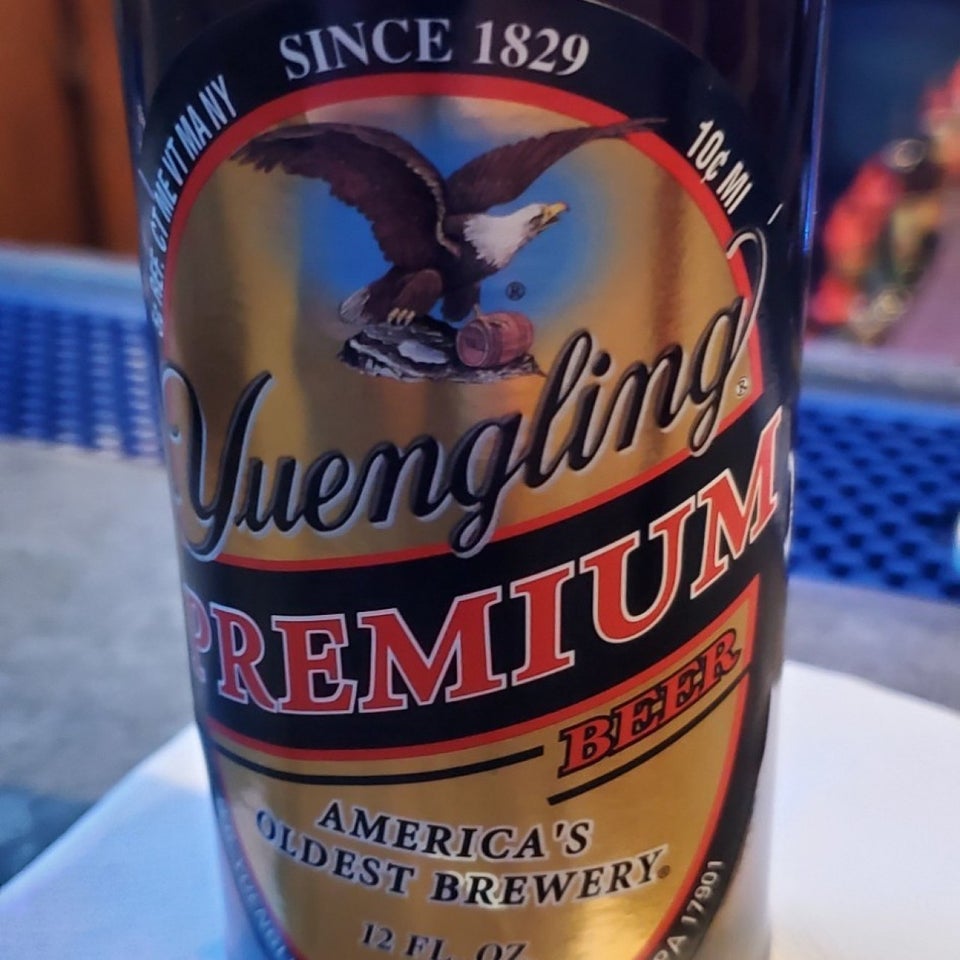 SINCE 1829
CT ME VT MA NY
10¢ MI
Yuengling®
PREMIUM
BEER
AMERICA'S
OLDEST BREWERY®
12 FL. OZ
PA 17901